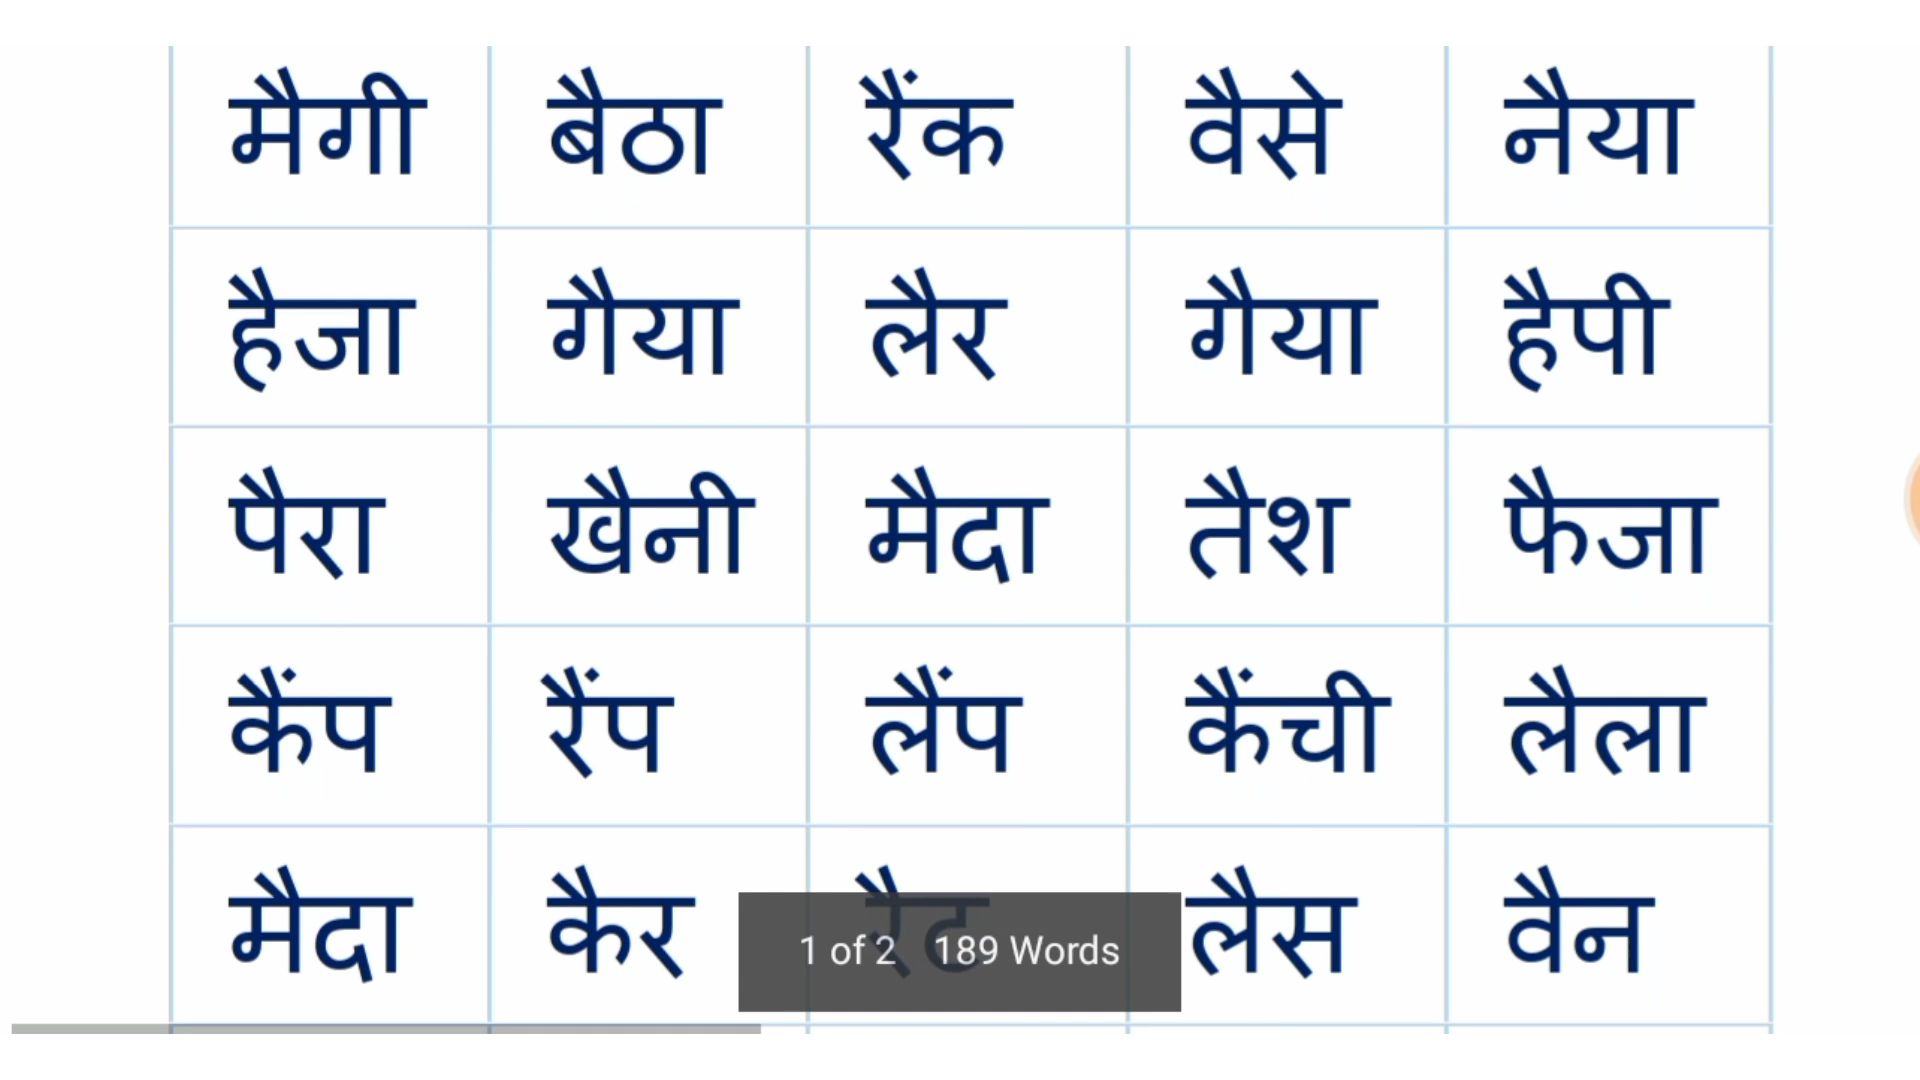 मैगी बैठा रैंक वैसे नैया
हैजा गैया लैर गैया हैपी
पैरा खैनी मैदा तैश फैजा
कैंप रैंप लैंप कैंची लैला
मैदा कैर लैस वैन
1 of 2 189 Words